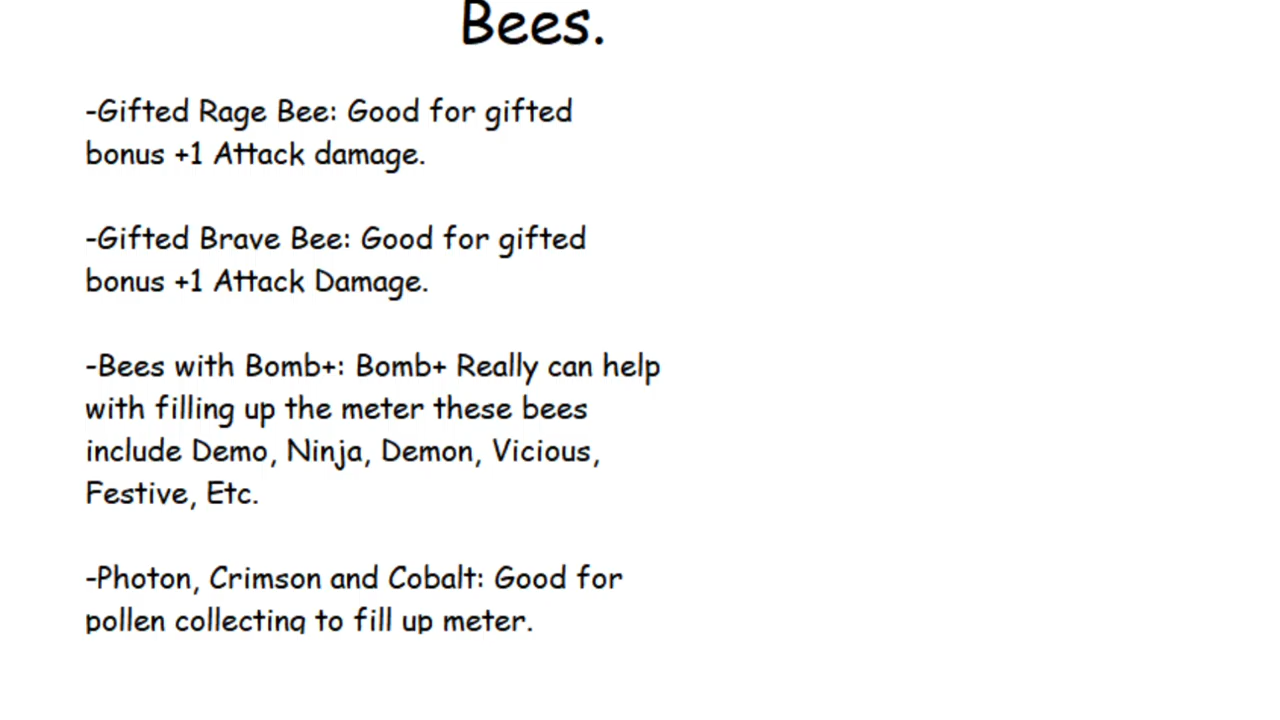 Bees.
-Gifted Rage Bee: Good for gifted
bonus +1 Attack damage.
-Gifted Brave Bee: Good for gifted
bonus +1 Attack Damage.
-Bees with Bomb+: Bomb+ Really can help
with filling up the meter these bees
include Demo, Ninja, Demon, Vicious,
Festive, Etc.
-Photon, Crimson and Cobalt: Good for
pollen collecting to fill up meter.